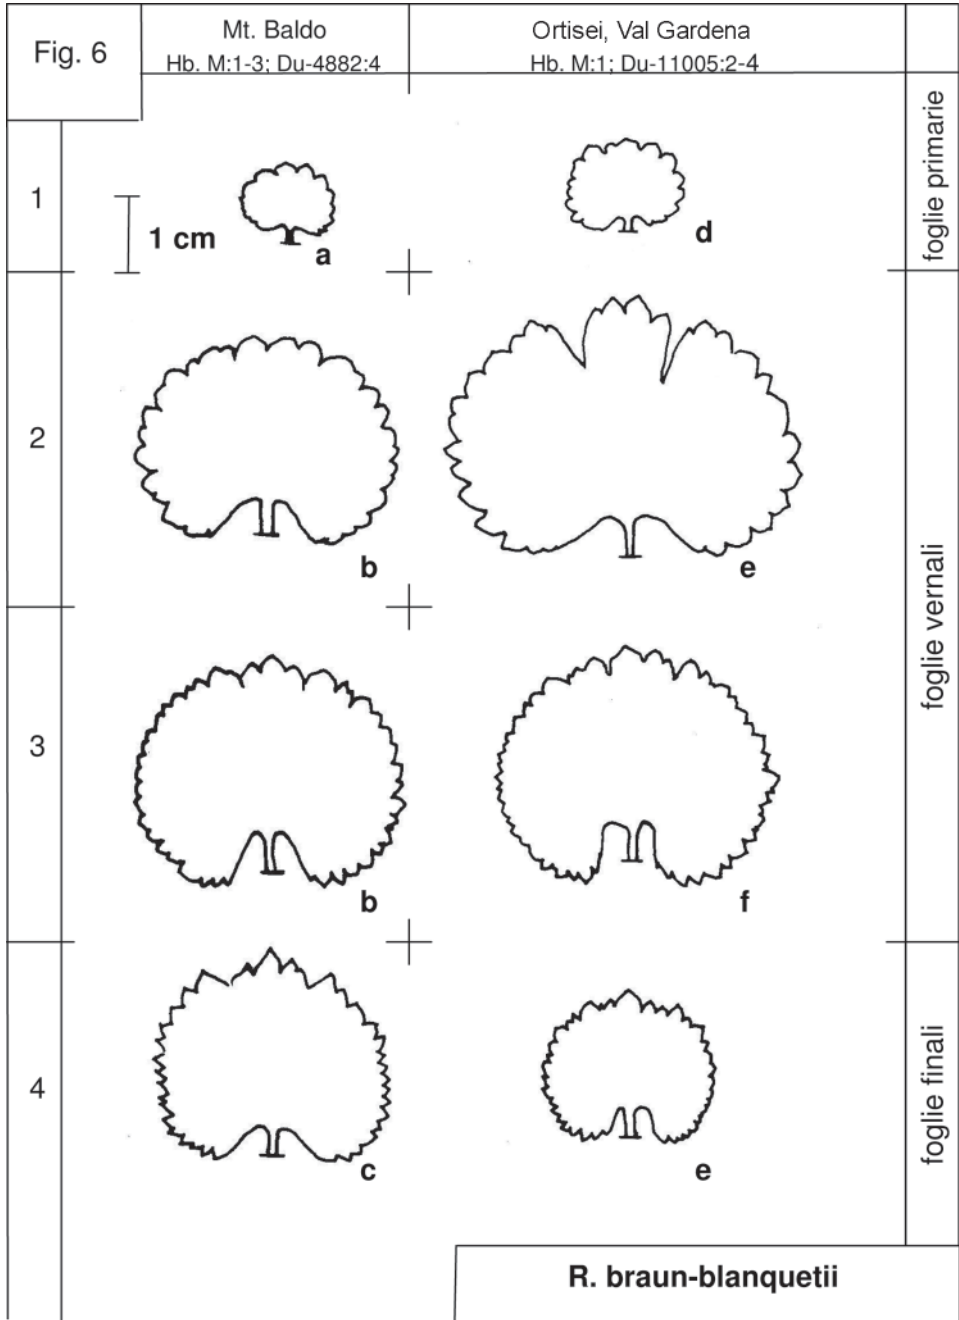 Fig. 6
Mt. Baldo
Hb. M:1-3; Du-4882:4
Ortisei, Val Gardena
Hb. M:1; Du-11005:2-4
foglie primarie
1
1 cm
a
d
2
b
e
foglie vernali
3
b
f
4
c
e
foglie finali
R. braun-blanquetii